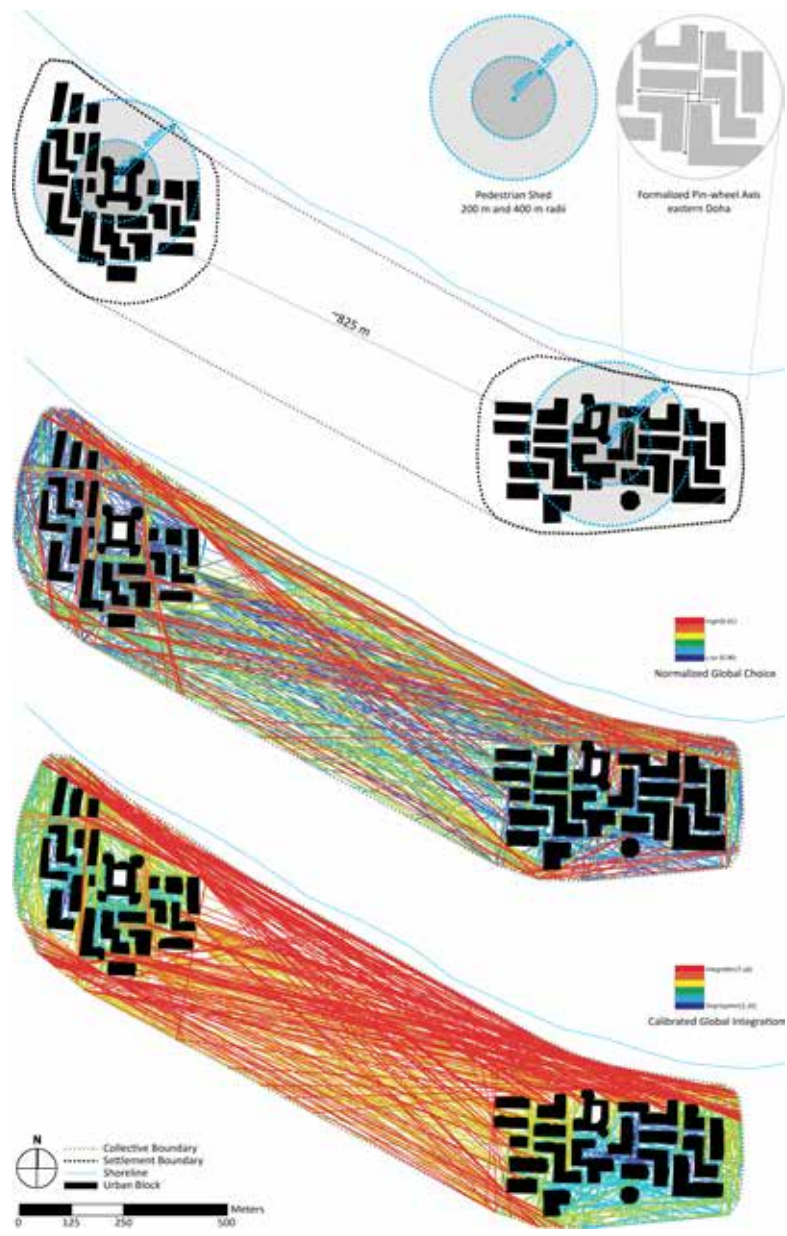 Pedestrian Shed
200 m and 400 m radii
Formalized Pin-wheel Axis
eastern Doha
~825 m
Normalized Global Choice
Calibrated Global Integration
N
Collective Boundary
Settlement Boundary
Shoreline
Urban Block
Meters
0 125 250 500